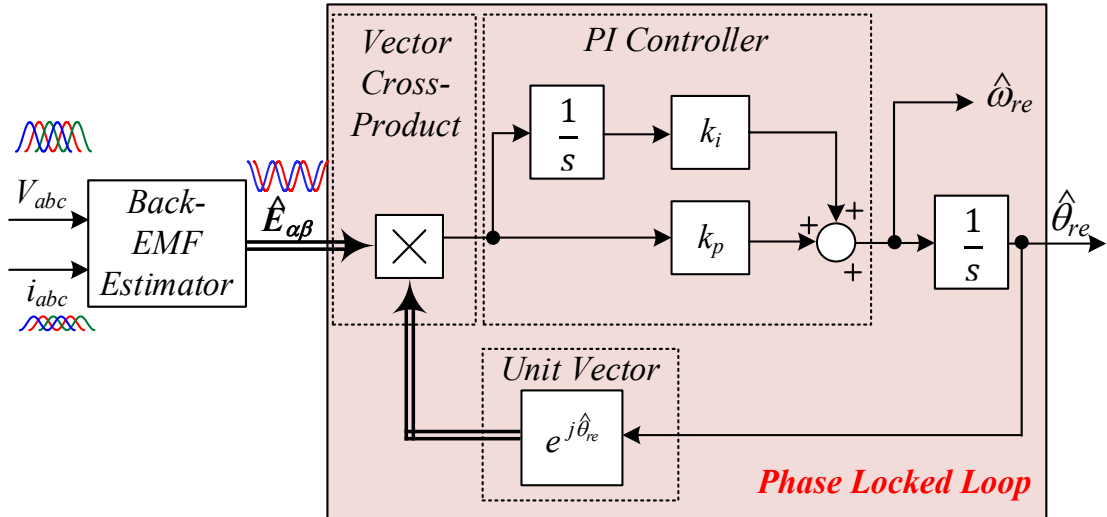 Vector
Cross-
Product
PI Controller
1
s
k_i
ω̂_re
V_abc
i_abc
Back-
EMF
Estimator
Ê_αβ
×
k_p
+
+
+
1
s
θ̂_re
Unit Vector
e^jθ̂_re
Phase Locked Loop